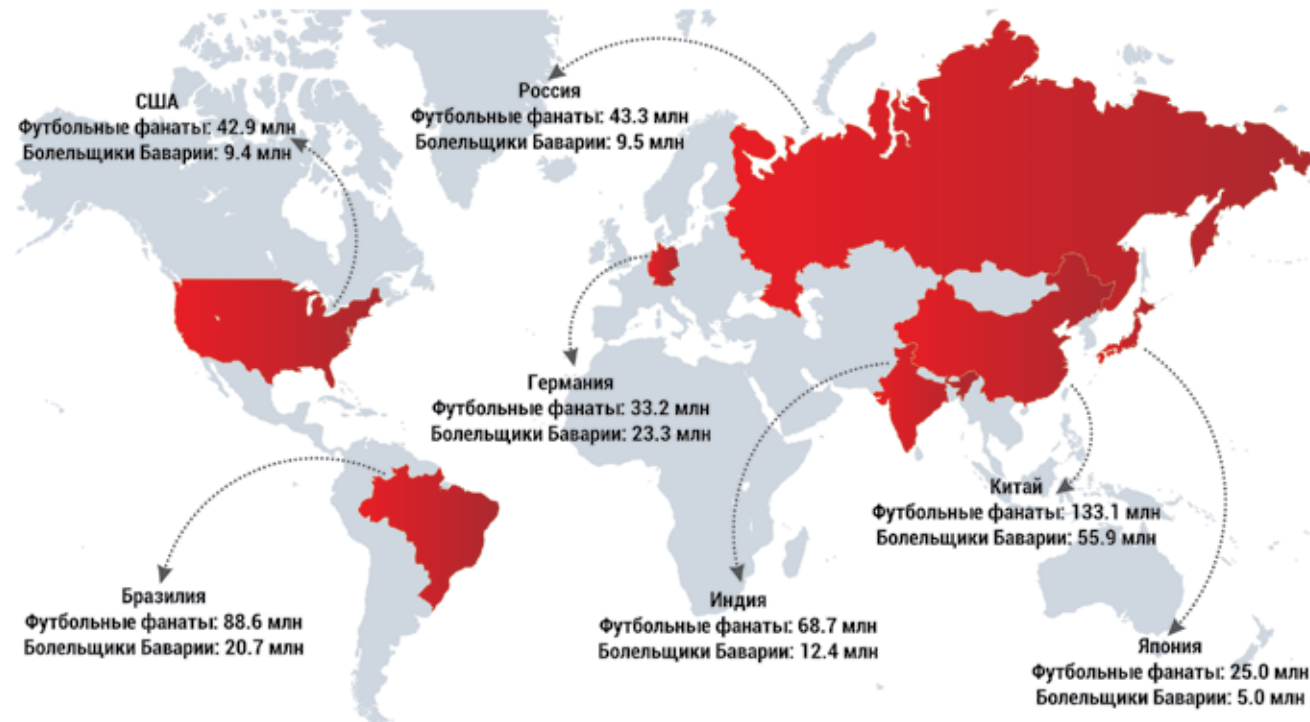 США
Футбольные фанаты: 42.9 млн
Болельщики Баварии: 9.4 млн
Россия
Футбольные фанаты: 43.3 млн
Болельщики Баварии: 9.5 млн
Германия
Футбольные фанаты: 33.2 млн
Болельщики Баварии: 23.3 млн
Китай
Футбольные фанаты: 133.1 млн
Болельщики Баварии: 55.9 млн
Бразилия
Футбольные фанаты: 88.6 млн
Болельщики Баварии: 20.7 млн
Индия
Футбольные фанаты: 68.7 млн
Болельщики Баварии: 12.4 млн
Япония
Футбольные фанаты: 25.0 млн
Болельщики Баварии: 5.0 млн